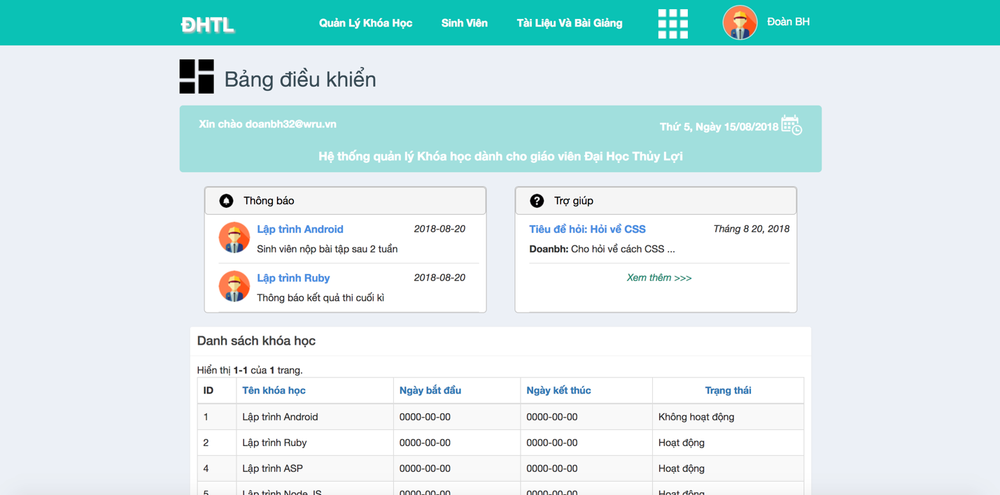 ĐHTL
Quản Lý Khóa Học Sinh Viên Tài Liệu Và Bài Giảng Đoàn BH
Bảng điều khiển
Xin chào doanbh32@wru.vn
Thứ 5, Ngày 15/08/2018
Hệ thống quản lý Khóa học dành cho giáo viên Đại Học Thủy Lợi
Thông báo
Lập trình Android 2018-08-20
Sinh viên nộp bài tập sau 2 tuần
Lập trình Ruby 2018-08-20
Thông báo kết quả thi cuối kì
? Trợ giúp
Tiêu đề hỏi: Hỏi về CSS Tháng 8 20, 2018
Doanbh: Cho hỏi về cách CSS ...
Xem thêm >>>
Danh sách khóa học
Hiển thị 1-1 của 1 trang.
ID Tên khóa học Ngày bắt đầu Ngày kết thúc Trạng thái
1 Lập trình Android 0000-00-00 0000-00-00 Không hoạt động
2 Lập trình Ruby 0000-00-00 0000-00-00 Hoạt động
4 Lập trình ASP 0000-00-00 0000-00-00 Hoạt động
5 Lập trình Node JS 0000-00-00 0000-00-00 Hoạt động